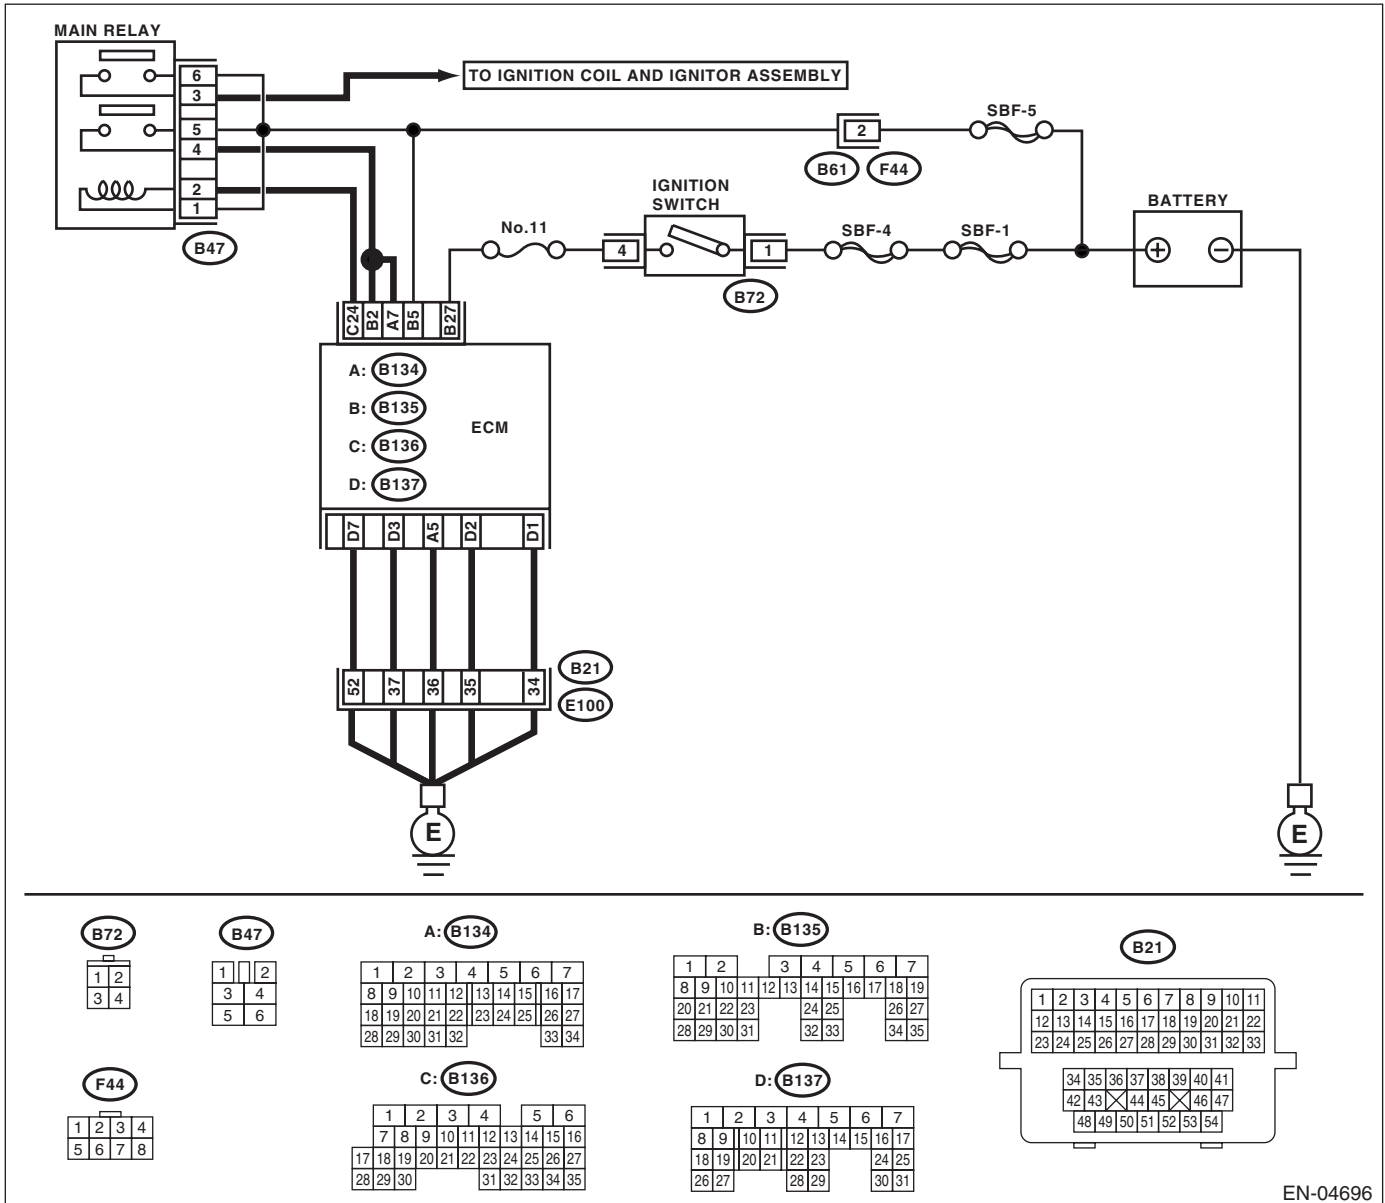 MAIN RELAY
6
3
5
4
2
1
B47
TO IGNITION COIL AND IGNITOR ASSEMBLY
SBF-5
2
B61 F44
IGNITION
SWITCH
BATTERY
No.11
4
1
SBF-4
SBF-1
+ −
B72
C24 B2 A7 B5 B27
A: B134
B: B135
C: B136
D: B137
ECM
D7 D3 A5 D2 D1
52 37 36 35 34
B21
E100
E
E
B72
1 2
3 4
B47
1 2
3 4
5 6
A: B134
1 2 3 4 5 6 7
8 9 10 11 12 13 14 15 16 17
18 19 20 21 22 23 24 25 26 27
28 29 30 31 32 33 34
B: B135
1 2 3 4 5 6 7
8 9 10 11 12 13 14 15 16 17 18 19
20 21 22 23 24 25 26 27
28 29 30 31 32 33 34 35
B21
1 2 3 4 5 6 7 8 9 10 11
12 13 14 15 16 17 18 19 20 21 22
23 24 25 26 27 28 29 30 31 32 33
34 35 36 37 38 39 40 41
42 43 44 45 46 47
48 49 50 51 52 53 54
F44
1 2 3 4
5 6 7 8
C: B136
1 2 3 4 5 6
7 8 9 10 11 12 13 14 15 16
17 18 19 20 21 22 23 24 25 26 27
28 29 30 31 32 33 34 35
D: B137
1 2 3 4 5 6 7
8 9 10 11 12 13 14 15 16 17
18 19 20 21 22 23 24 25
26 27 28 29 30 31
EN-04696